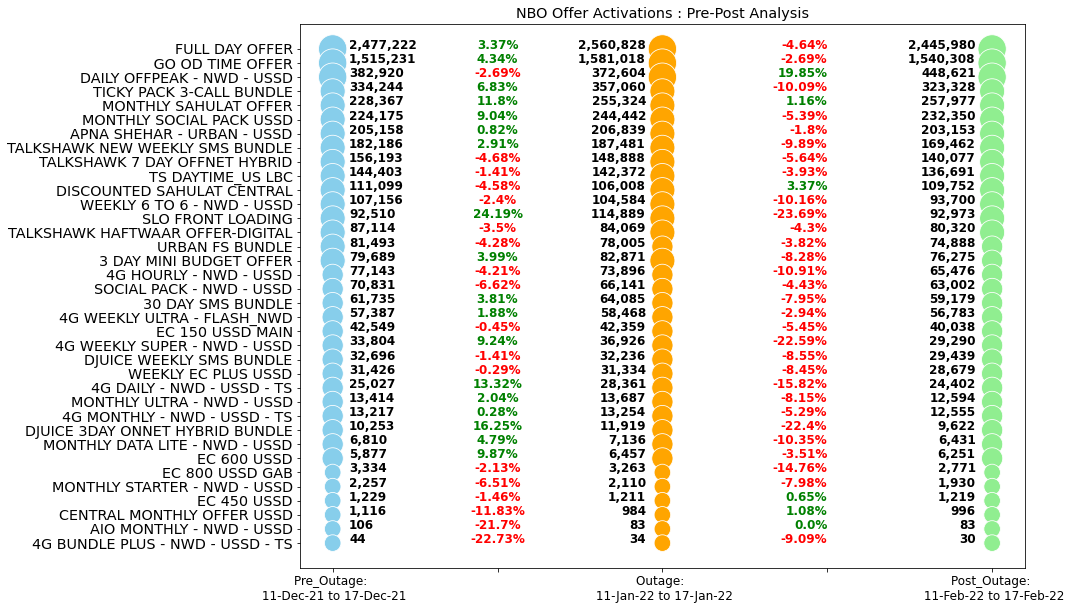 NBO Offer Activations : Pre-Post Analysis
FULL DAY OFFER 2,477,222 3.37% 2,560,828 -4.64% 2,445,980
GO OD TIME OFFER 1,515,231 4.34% 1,581,018 -2.69% 1,540,308
DAILY OFFPEAK - NWD - USSD 382,920 -2.69% 372,604 19.85% 448,621
TICKY PACK 3-CALL BUNDLE 334,244 6.83% 357,060 -10.09% 323,328
MONTHLY SAHULAT OFFER 228,367 11.8% 255,324 1.16% 257,977
MONTHLY SOCIAL PACK USSD 224,175 9.04% 244,442 -5.39% 232,350
APNA SHEHAR - URBAN - USSD 205,158 0.82% 206,839 -1.8% 203,153
TALKSHAWK NEW WEEKLY SMS BUNDLE 182,186 2.91% 187,481 -9.89% 169,462
TALKSHAWK 7 DAY OFFNET HYBRID 156,193 -4.68% 148,888 -5.64% 140,077
TS DAYTIME_US LBC 144,403 -1.41% 142,372 -3.93% 136,691
DISCOUNTED SAHULAT CENTRAL 111,099 -4.58% 106,008 3.37% 109,752
WEEKLY 6 TO 6 - NWD - USSD 107,156 -2.4% 104,584 -10.16% 93,700
SLO FRONT LOADING 92,510 24.19% 114,889 -23.69% 92,973
TALKSHAWK HAFTWAAR OFFER-DIGITAL 87,114 -3.5% 84,069 -4.3% 80,320
URBAN FS BUNDLE 81,493 -4.28% 78,005 -3.82% 74,888
3 DAY MINI BUDGET OFFER 79,689 3.99% 82,871 -8.28% 76,275
4G HOURLY - NWD - USSD 77,143 -4.21% 73,896 -10.91% 65,476
SOCIAL PACK - NWD - USSD 70,831 -6.62% 66,141 -4.43% 63,002
30 DAY SMS BUNDLE 61,735 3.81% 64,085 -7.95% 59,179
4G WEEKLY ULTRA - FLASH_NWD 57,387 1.88% 58,468 -2.94% 56,783
EC 150 USSD MAIN 42,549 -0.45% 42,359 -5.45% 40,038
4G WEEKLY SUPER - NWD - USSD 33,804 9.24% 36,926 -22.59% 29,290
DJUICE WEEKLY SMS BUNDLE 32,696 -1.41% 32,236 -8.55% 29,439
WEEKLY EC PLUS USSD 31,426 -0.29% 31,334 -8.45% 28,679
4G DAILY - NWD - USSD - TS 25,027 13.32% 28,361 -15.82% 24,402
MONTHLY ULTRA - NWD - USSD 13,414 2.04% 13,687 -8.15% 12,594
4G MONTHLY - NWD - USSD - TS 13,217 0.28% 13,254 -5.29% 12,555
DJUICE 3DAY ONNET HYBRID BUNDLE 10,253 16.25% 11,919 -22.4% 9,622
MONTHLY DATA LITE - NWD - USSD 6,810 4.79% 7,136 -10.35% 6,431
EC 600 USSD 5,877 9.87% 6,457 -3.51% 6,251
EC 800 USSD GAB 3,334 -2.13% 3,263 -14.76% 2,771
MONTHLY STARTER - NWD - USSD 2,257 -6.51% 2,110 -7.98% 1,930
EC 450 USSD 1,229 -1.46% 1,211 0.65% 1,219
CENTRAL MONTHLY OFFER USSD 1,116 -11.83% 984 1.08% 996
AIO MONTHLY - NWD - USSD 106 -21.7% 83 0.0% 83
4G BUNDLE PLUS - NWD - USSD - TS 44 -22.73% 34 -9.09% 30
Pre_Outage: Outage: Post_Outage:
11-Dec-21 to 17-Dec-21 11-Jan-22 to 17-Jan-22 11-Feb-22 to 17-Feb-22